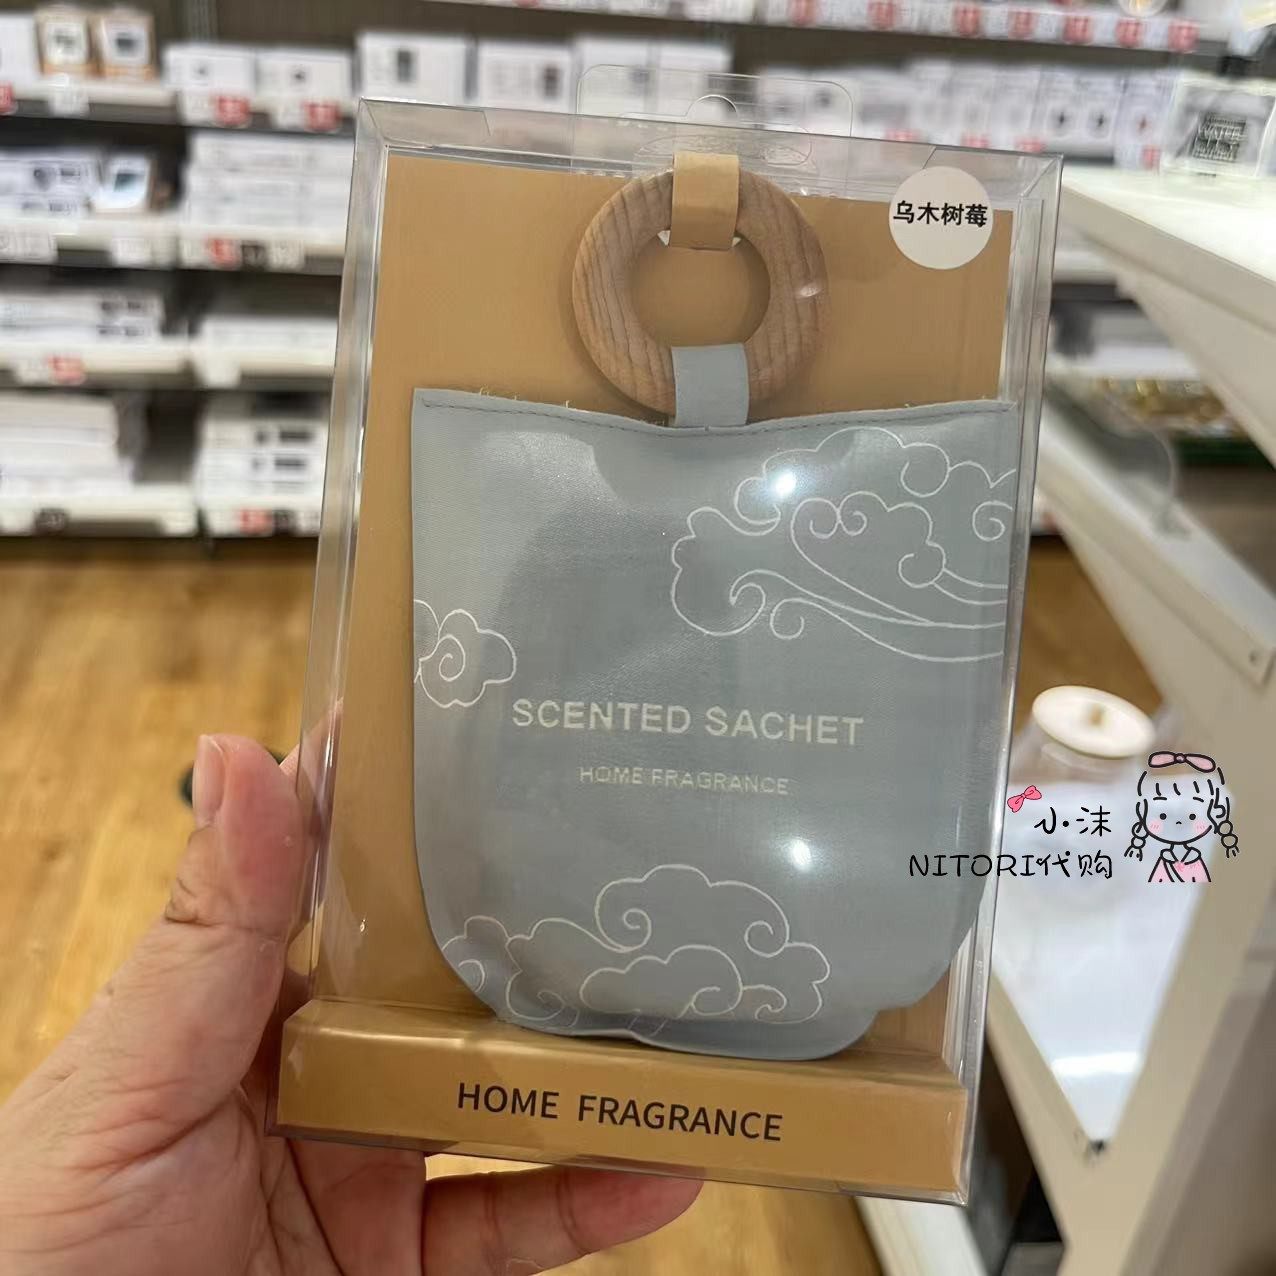 乌木树莓
SCENTED SACHET
HOME FRAGRANCE
小沫
NITORI代购
HOME FRAGRANCE